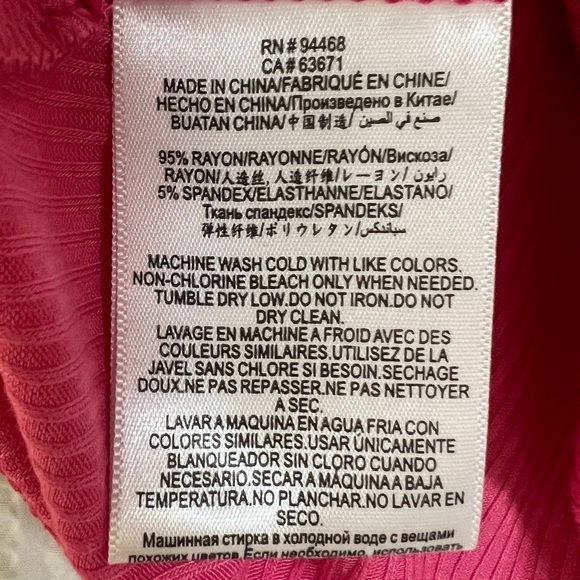 RN# 94468
CA# 63671
MADE IN CHINA/FABRIQUÉ EN CHINE/
HECHO EN CHINA/Произведено в Китае/
BUATAN CHINA/中国制造/ صنع في الصين
95% RAYON/RAYONNE/RAYÓN/Вискоза/
RAYON/人造丝, 人造纤维/レーヨン/رايون
5% SPANDEX/ELASTHANNE/ELASTANO/
Ткань спандекс/SPANDEKS/
弹性纤维/ポリウレタン/سباندكس
MACHINE WASH COLD WITH LIKE COLORS.
NON-CHLORINE BLEACH ONLY WHEN NEEDED.
TUMBLE DRY LOW.DO NOT IRON.DO NOT
DRY CLEAN.
LAVAGE EN MACHINE A FROID AVEC DES
COULEURS SIMILAIRES.UTILISEZ DE LA
JAVEL SANS CHLORE SI BESOIN.SECHAGE
DOUX.NE PAS REPASSER.NE PAS NETTOYER
A SEC.
LAVAR A MAQUINA EN AGUA FRIA CON
COLORES SIMILARES.USAR ÚNICAMENTE
BLANQUEADOR SIN CLORO CUANDO
NECESARIO.SECAR A MÁQUINA A BAJA
TEMPERATURA.NO PLANCHAR.NO LAVAR EN
SECO.
Машинная стирка в холодной воде с вещами
похожих цветов.Если необходимо, использовать